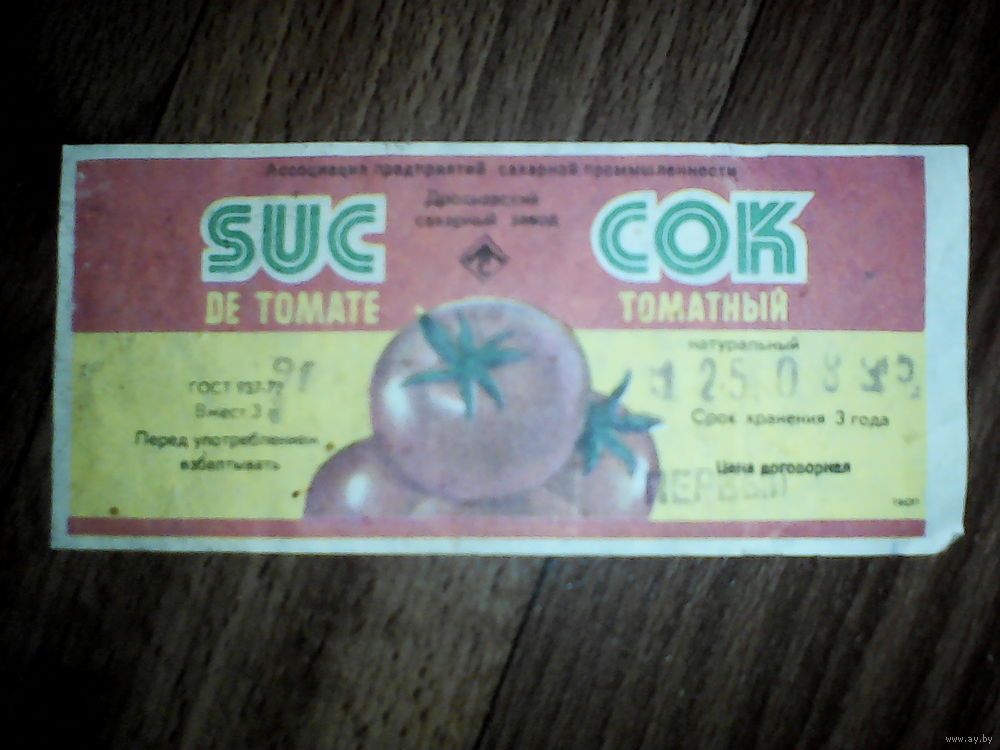 Ассоциация предприятий сахарной промышленности
Дрокиевский
сахарный завод
SUC
DE TOMATE
СОК
ТОМАТНЫЙ
натуральный
ГОСТ 937-79
Вмест. 3 л
Перед употреблением
взбалтывать
Срок хранения 3 года
Цена договорная
www.ay.by